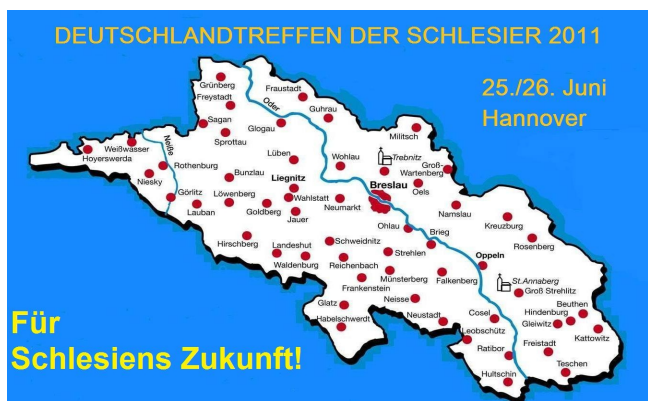 DEUTSCHLANDTREFFEN DER SCHLESIER 2011
25./26. Juni
Hannover
Grünberg
Freystadt
Fraustadt
Oder
Guhrau
Sagan
Sprottau
Glogau
Militsch
Weißwasser
Hoyerswerda
Neiße
Rothenburg
Niesky
Görlitz
Lauban
Bunzlau
Löwenberg
Lüben
Liegnitz
Wahlstatt
Goldberg
Jauer
Wohlau
Neumarkt
Trebnitz
Groß-
Wartenberg
Breslau
Oels
Namslau
Kreuzburg
Rosenberg
Ohlau
Brieg
Hirschberg
Landeshut
Waldenburg
Schweidnitz
Reichenbach
Frankenstein
Strehlen
Münsterberg
Falkenberg
Oppeln
St.Annaberg
Groß Strehlitz
Glatz
Habelschwerdt
Neisse
Neustadt
Cosel
Leobschütz
Ratibor
Hultschin
Beuthen
Hindenburg
Gleiwitz
Kattowitz
Freistadt
Teschen
Für
Schlesiens Zukunft!